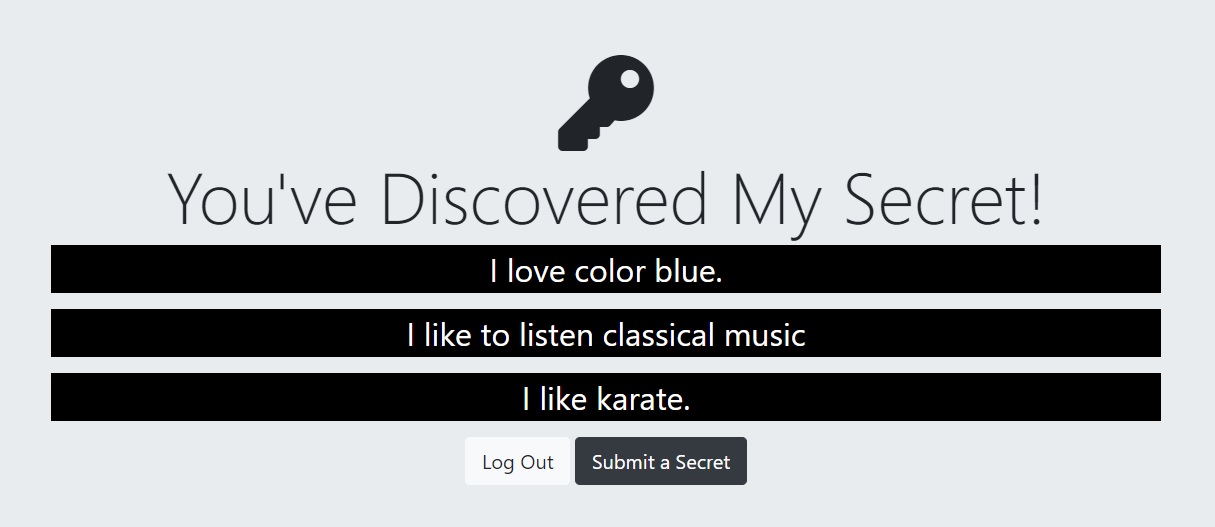 You've Discovered My Secret!
I love color blue.
I like to listen classical music
I like karate.
Log Out
Submit a Secret